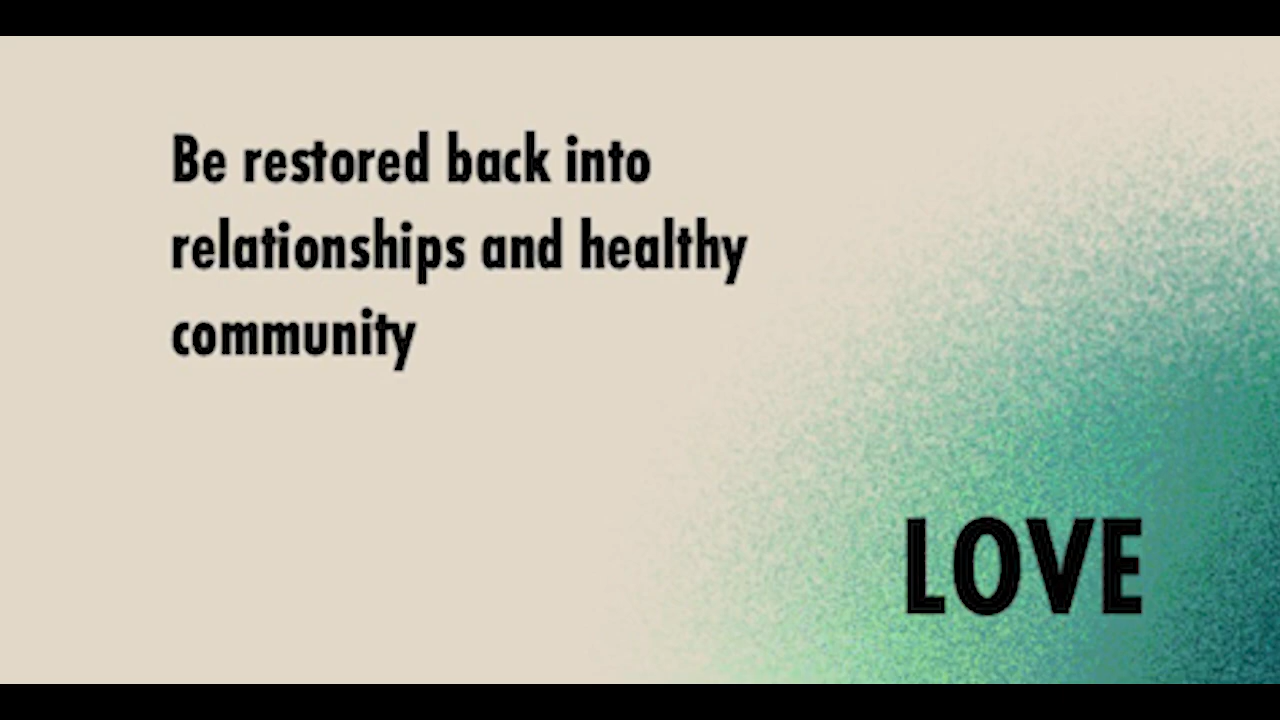 Be restored back into
relationships and healthy
community
LOVE